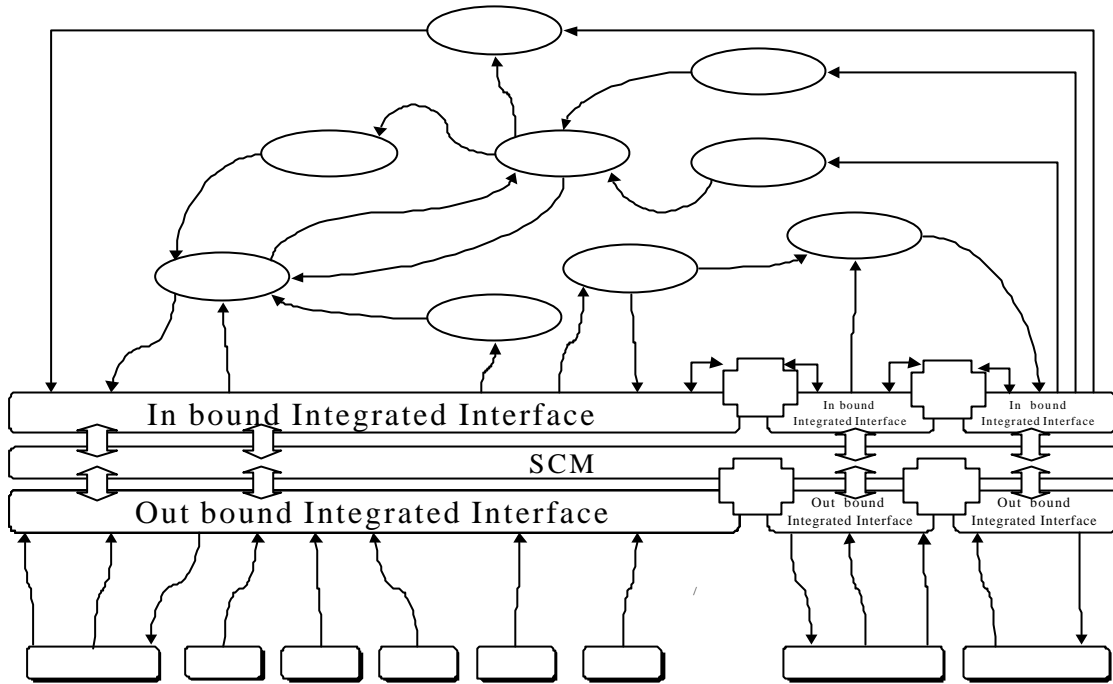 In bound Integrated Interface
In bound
Integrated Interface
In bound
Integrated Interface
SCM
Out bound Integrated Interface
Out bound
Integrated Interface
Out bound
Integrated Interface
/